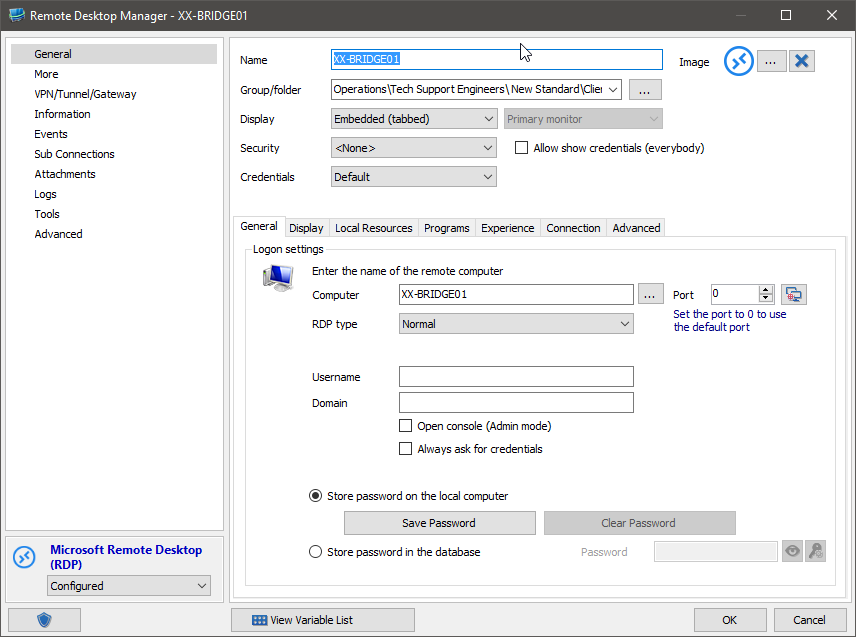 Remote Desktop Manager - XX-BRIDGE01
General
More
VPN/Tunnel/Gateway
Information
Events
Sub Connections
Attachments
Logs
Tools
Advanced
Microsoft Remote Desktop
(RDP)
Configured
Name XX-BRIDGE01 Image ...
Group/folder Operations\Tech Support Engineers\ New Standard\Clien ...
Display Embedded (tabbed) Primary monitor
Security <None> Allow show credentials (everybody)
Credentials Default
General Display Local Resources Programs Experience Connection Advanced
Logon settings
Enter the name of the remote computer
Computer XX-BRIDGE01 ... Port 0
RDP type Normal
Set the port to 0 to use
the default port
Username
Domain
Open console (Admin mode)
Always ask for credentials
Store password on the local computer
Save Password Clear Password
Store password in the database Password
View Variable List OK Cancel